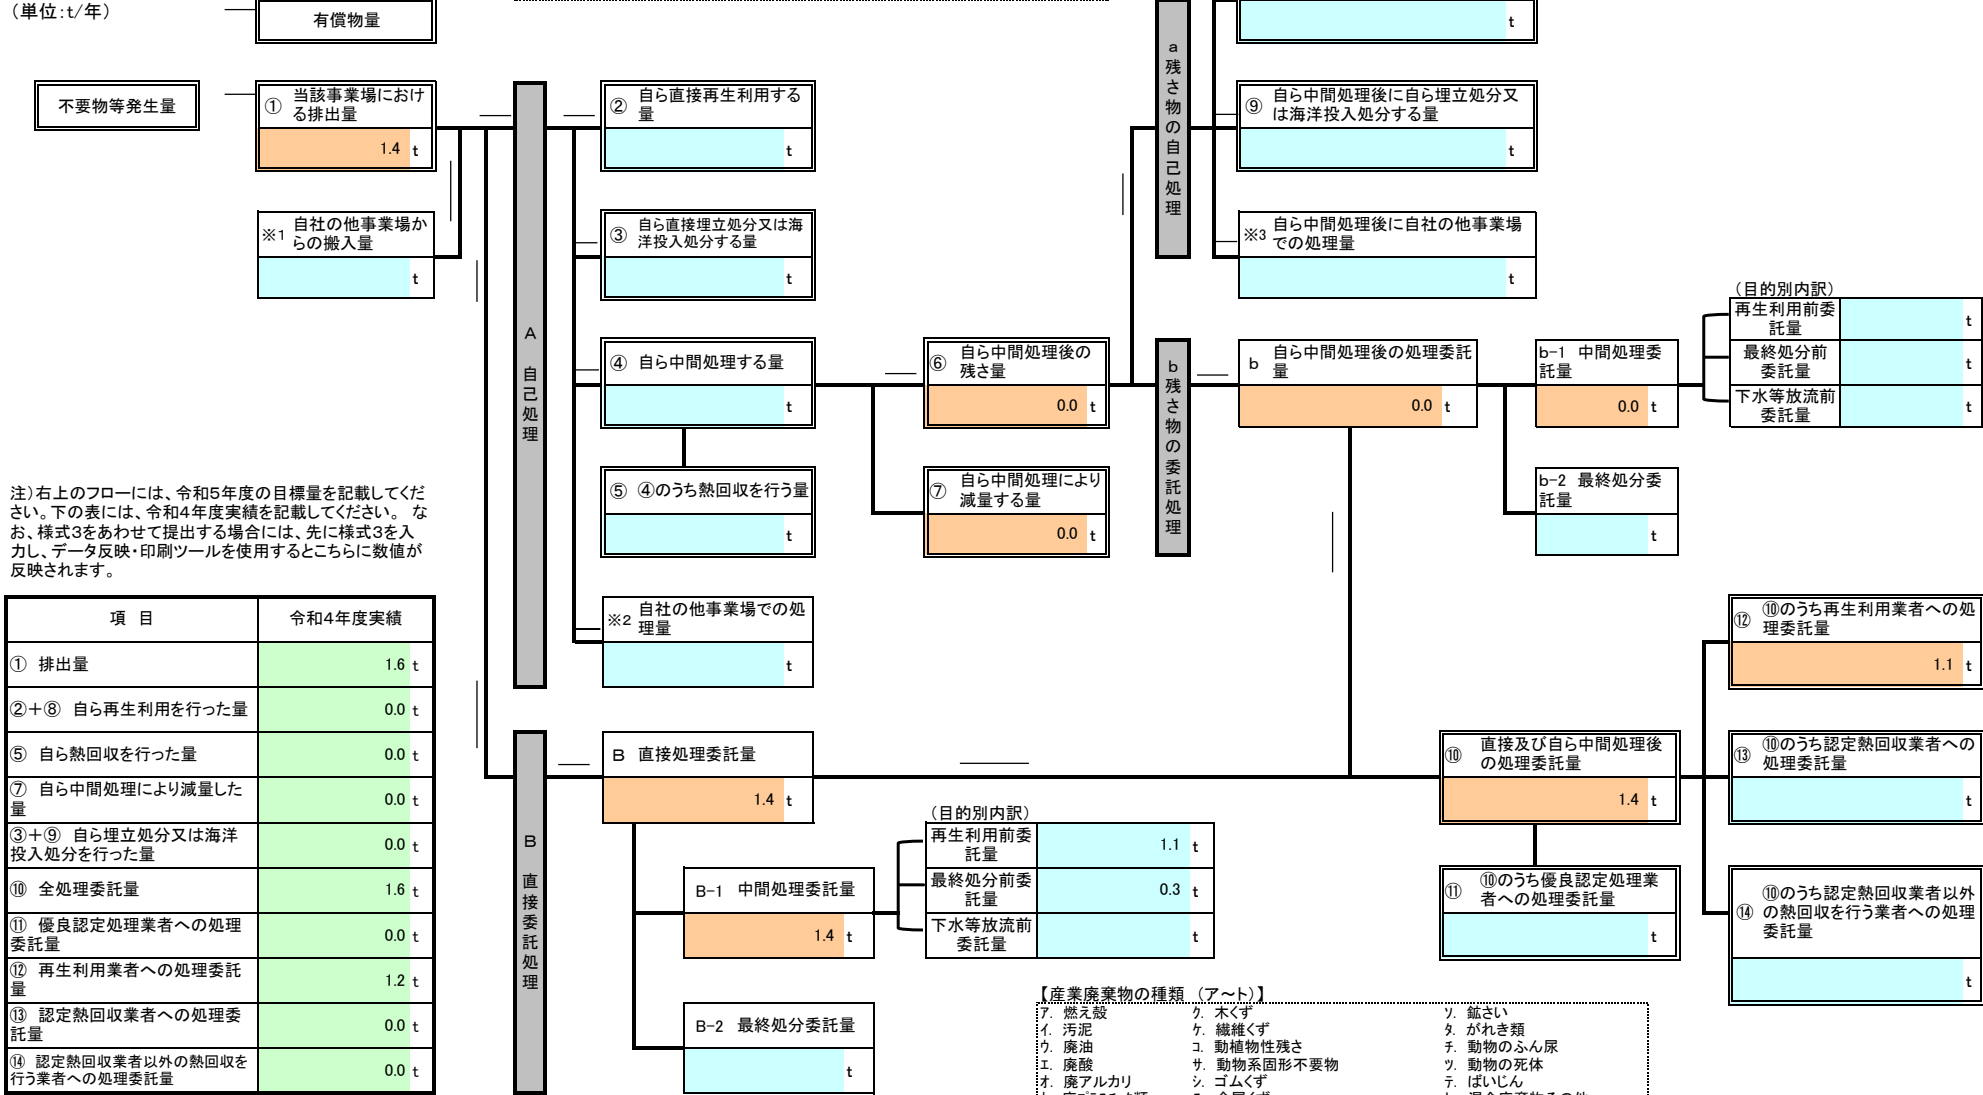 (単位:t/年)
有償物量
t
不要物等発生量
① 当該事業場におけ
る排出量
1.4 t
※1 自社の他事業場か
らの搬入量
t
A 自己処理
② 自ら直接再生利用する
量
t
③ 自ら直接埋立処分又は海
洋投入処分する量
t
④ 自ら中間処理する量
t
⑤ ④のうち熱回収を行う量
t
※2 自社の他事業場での処
理量
t
⑥ 自ら中間処理後の
残さ量
0.0 t
⑦ 自ら中間処理により
減量する量
0.0 t
a 残さ物の自己処理
⑨ 自ら中間処理後に自ら埋立処分又
は海洋投入処分する量
t
※3 自ら中間処理後に自社の他事業場
での処理量
t
b 残さ物の委託処理
b 自ら中間処理後の処理委託
量
0.0 t
b-1 中間処理委
託量
0.0 t
(目的別内訳)
再生利用前委
託量
t
最終処分前
委託量
t
下水等放流前
委託量
t
b-2 最終処分委
託量
t
注)右上のフローには、令和5年度の目標量を記載してくだ
さい。下の表には、令和4年度実績を記載してください。 な
お、様式3をあわせて提出する場合には、先に様式3を入
力し、データ反映・印刷ツールを使用するとこちらに数値が
反映されます。
項 目 令和4年度実績
① 排出量 1.6 t
②+⑧ 自ら再生利用を行った量 0.0 t
⑤ 自ら熱回収を行った量 0.0 t
⑦ 自ら中間処理により減量した
量 0.0 t
③+⑨ 自ら埋立処分又は海洋
投入処分を行った量 0.0 t
⑩ 全処理委託量 1.6 t
⑪ 優良認定処理業者への処理
委託量 0.0 t
⑫ 再生利用業者への処理委託
量 1.2 t
⑬ 認定熱回収業者への処理委
託量 0.0 t
⑭ 認定熱回収業者以外の熱回収を
行う業者への処理委託量 0.0 t
B 直接委託処理
B 直接処理委託量
1.4 t
B-1 中間処理委託量
1.4 t
(目的別内訳)
再生利用前委
託量
1.1 t
最終処分前委
託量
0.3 t
下水等放流前
委託量
t
B-2 最終処分委託量
t
⑩ 直接及び自ら中間処理後
の処理委託量
1.4 t
⑪ ⑩のうち優良認定処理業
者への処理委託量
t
⑫ ⑩のうち再生利用業者への処
理委託量
1.1 t
⑬ ⑩のうち認定熱回収業者への
処理委託量
t
⑭ ⑩のうち認定熱回収業者以外
の熱回収を行う業者への処理
委託量
t
【産業廃棄物の種類 (ア~ト)】
ア. 燃え殻 ク. 木くず ソ. 鉱さい
イ. 汚泥 ケ. 繊維くず タ. がれき類
ウ. 廃油 コ. 動植物性残さ チ. 動物のふん尿
エ. 廃酸 サ. 動物系固形不要物 ツ. 動物の死体
オ. 廃アルカリ シ. ゴムくず テ. ばいじん